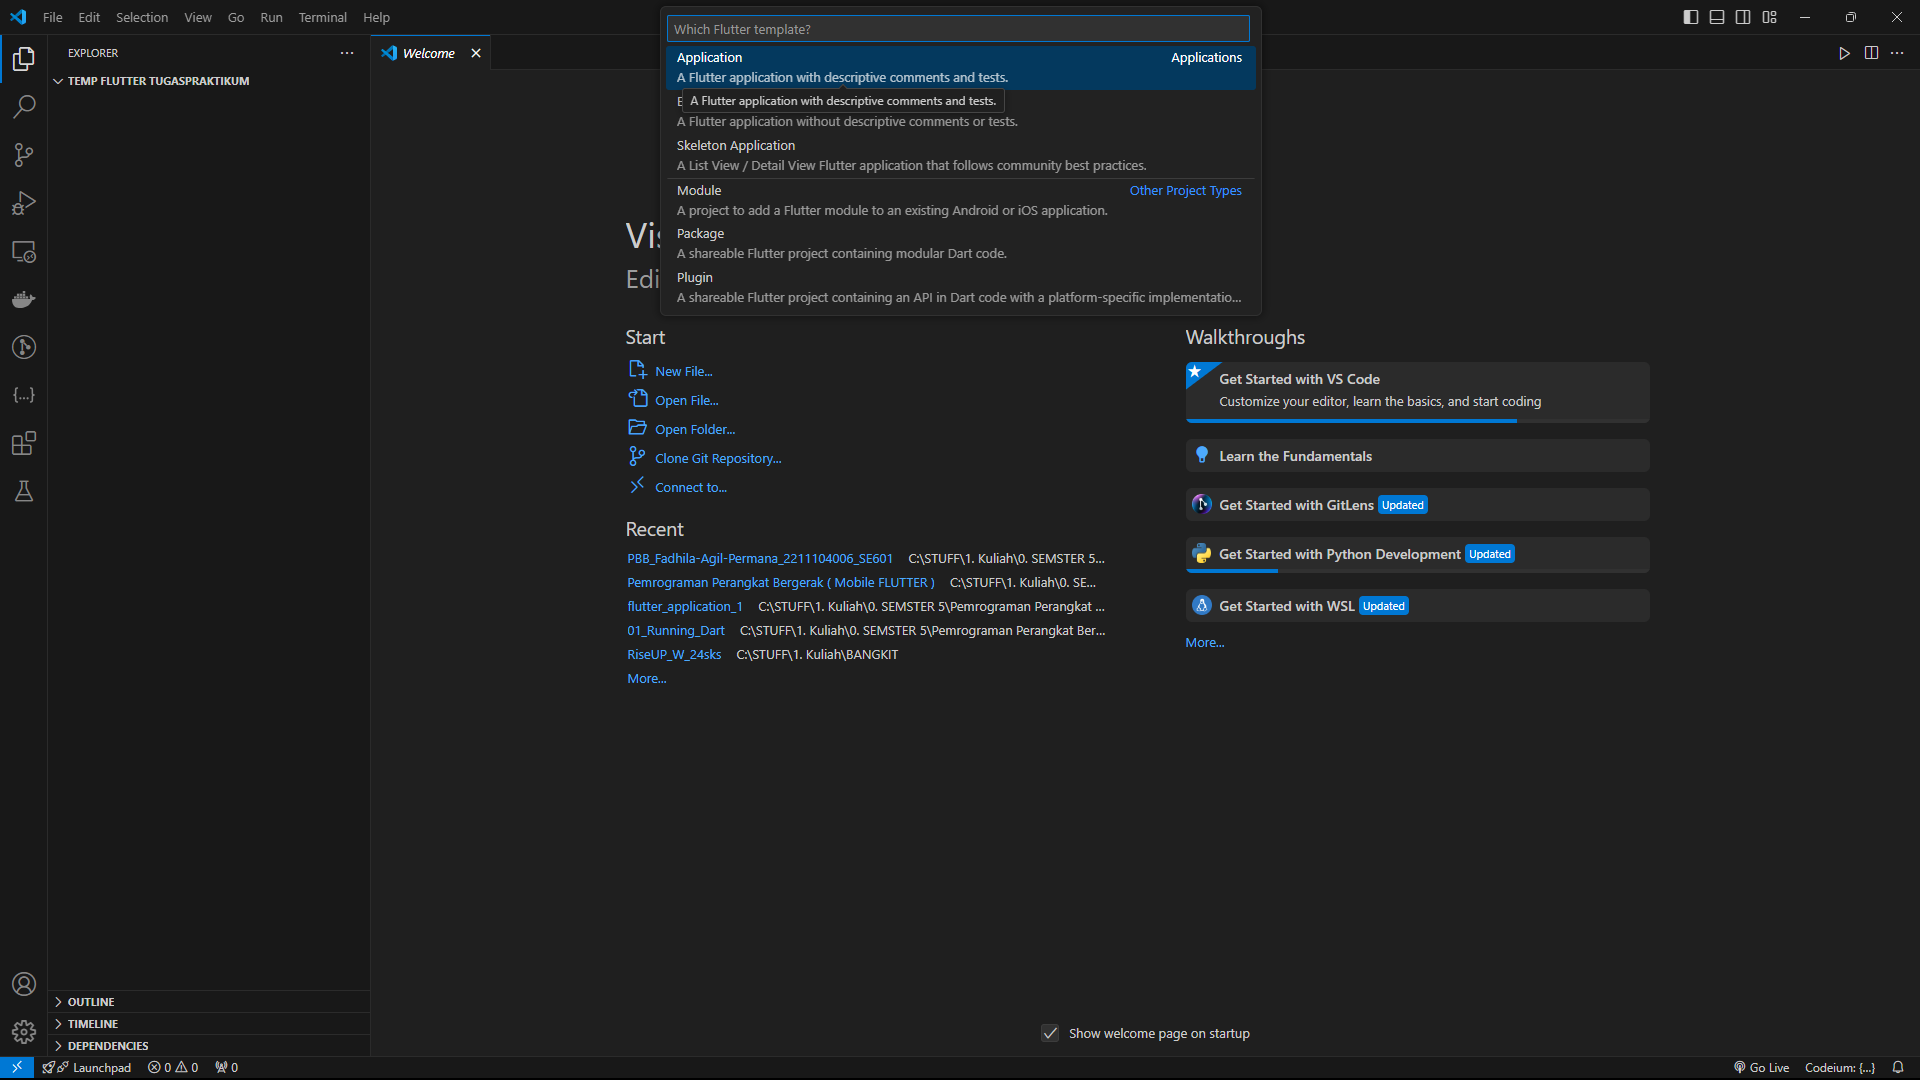 File Edit Selection View Go Run Terminal Help
Which Flutter template?
Application Applications
A Flutter application with descriptive comments and tests.
A Flutter application with descriptive comments and tests.
A Flutter application without descriptive comments or tests.
Skeleton Application
A List View / Detail View Flutter application that follows community best practices.
Module Other Project Types
A project to add a Flutter module to an existing Android or iOS application.
Package
A shareable Flutter project containing modular Dart code.
Plugin
A shareable Flutter project containing an API in Dart code with a platform-specific implementatio...
EXPLORER
TEMP FLUTTER TUGASPRAKTIKUM
Welcome
Start
New File...
Open File...
Open Folder...
Clone Git Repository...
Connect to...
Recent
PBB_Fadhila-Agil-Permana_2211104006_SE601 C:\STUFF\1. Kuliah\0. SEMSTER 5...
Pemrograman Perangkat Bergerak ( Mobile FLUTTER ) C:\STUFF\1. Kuliah\0. SE...
flutter_application_1 C:\STUFF\1. Kuliah\0. SEMSTER 5\Pemrograman Perangkat ...
01_Running_Dart C:\STUFF\1. Kuliah\0. SEMSTER 5\Pemrograman Perangkat Ber...
RiseUP_W_24sks C:\STUFF\1. Kuliah\BANGKIT
More...
Walkthroughs
Get Started with VS Code
Customize your editor, learn the basics, and start coding
Learn the Fundamentals
Get Started with GitLens Updated
Get Started with Python Development Updated
Get Started with WSL Updated
More...
Show welcome page on startup
OUTLINE
TIMELINE
DEPENDENCIES
Launchpad 0 0 0 Go Live Codeium: {...}